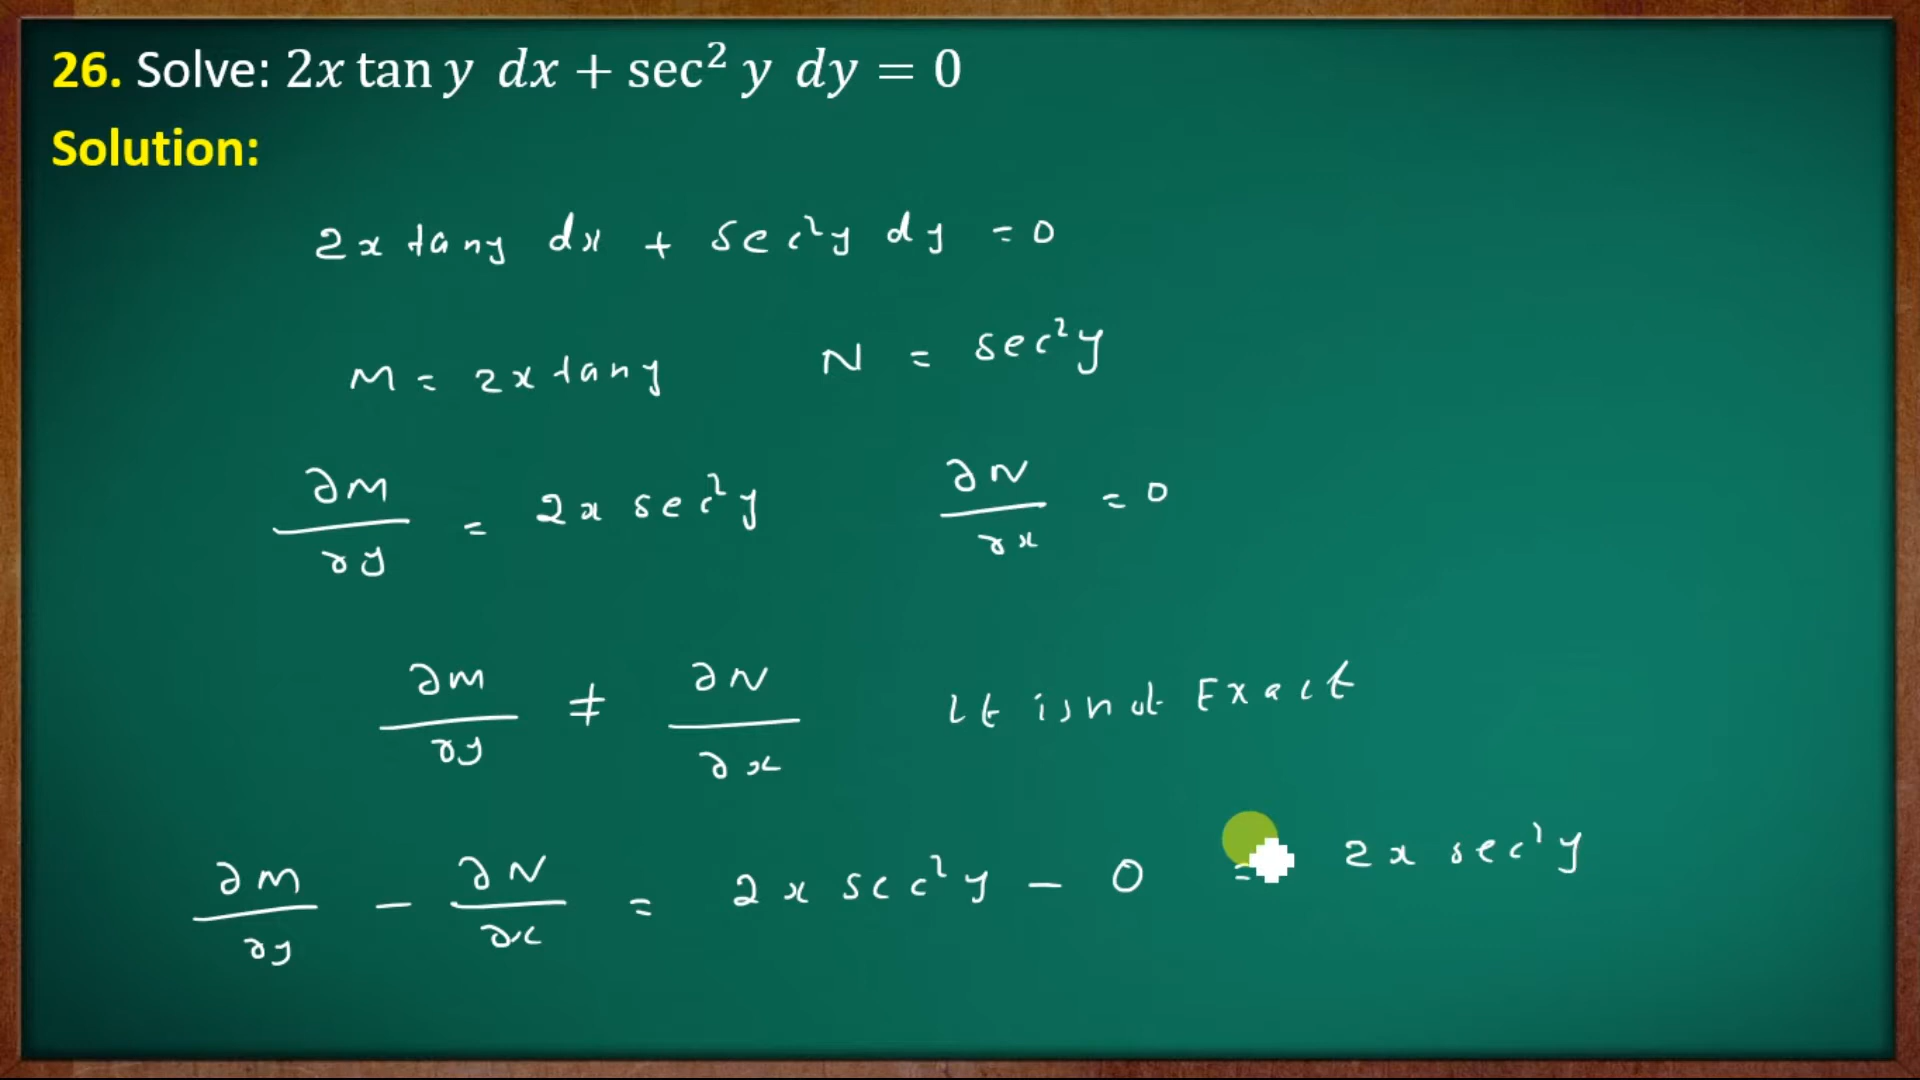 26. Solve: 2x tan y dx + sec² y dy = 0
Solution:
2x tany dx + sec²y dy = 0
M = 2x tany N = sec²y
∂M/∂y = 2x sec²y ∂N/∂x = 0
∂M/∂y ≠ ∂N/∂x It is not Exact
∂M/∂y − ∂N/∂x = 2x sec²y − 0 = 2x sec²y